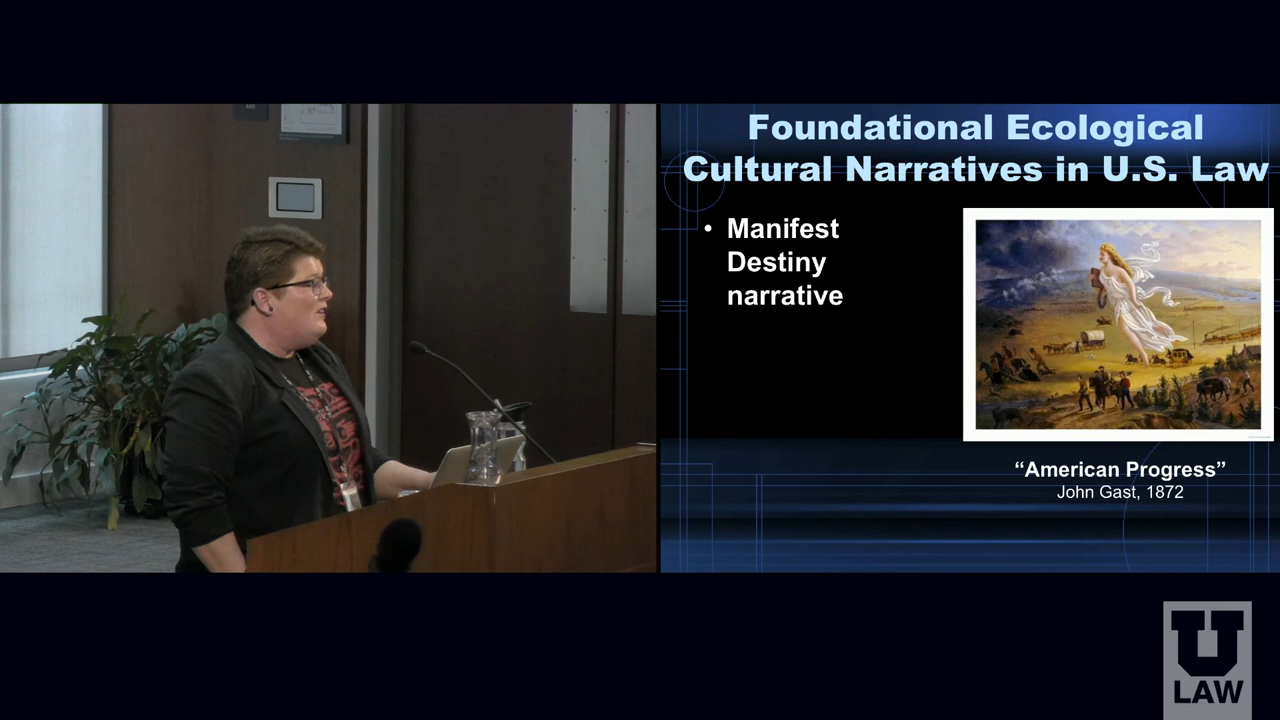 Foundational Ecological
Cultural Narratives in U.S. Law
• Manifest
Destiny
narrative
“American Progress”
John Gast, 1872
U
LAW